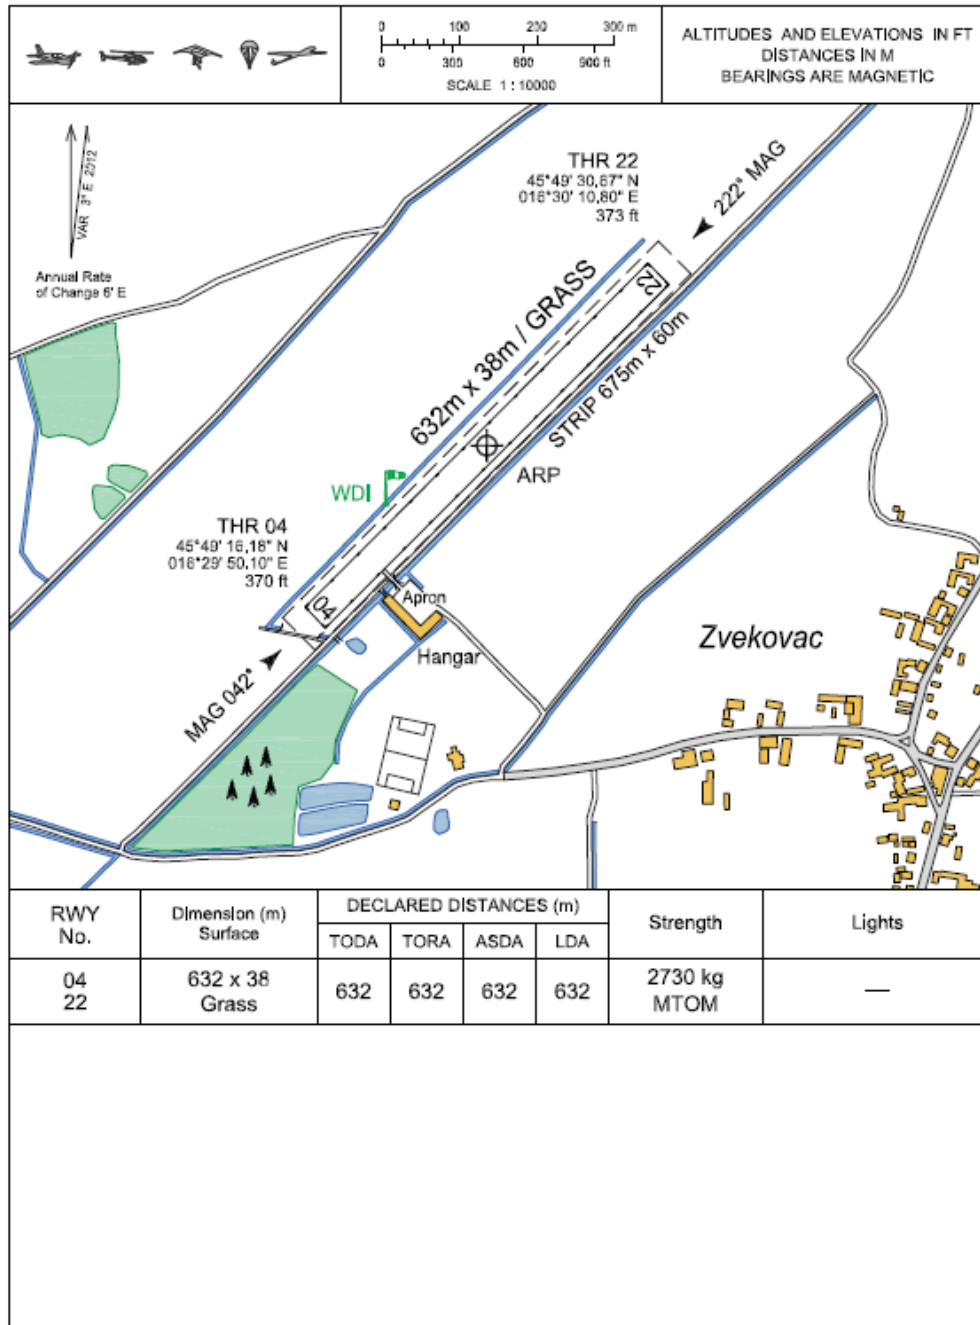 0 100 200 300 m
0 300 600 900 ft
SCALE 1 : 10000
ALTITUDES AND ELEVATIONS IN FT
DISTANCES IN M
BEARINGS ARE MAGNETIC
VAR 3° E 2012
Annual Rate
of Change 6' E
THR 22
45°49' 30,67" N
016°30' 10,80" E
373 ft
222° MAG
22
632m x 38m / GRASS
STRIP 675m x 60m
ARP
WDI
THR 04
45°49' 16,18" N
016°29' 50,10" E
370 ft
04
Apron
Hangar
MAG 042°
Zvekovac
RWY
No.
Dimension (m)
Surface
DECLARED DISTANCES (m)
TODA TORA ASDA LDA
Strength
Lights
04
22
632 x 38
Grass
632 632 632 632
2730 kg
MTOM
—